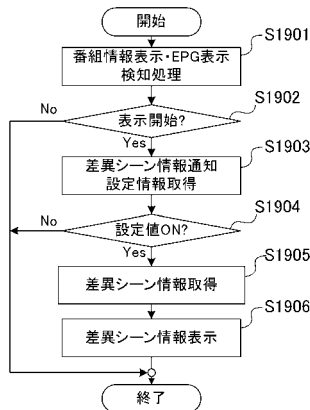 開始
S1901
番組情報表示・EPG表示
検知処理
S1902
No
表示開始?
Yes
S1903
差異シーン情報通知
設定情報取得
S1904
No
設定値ON?
Yes
S1905
差異シーン情報取得
S1906
差異シーン情報表示
終了